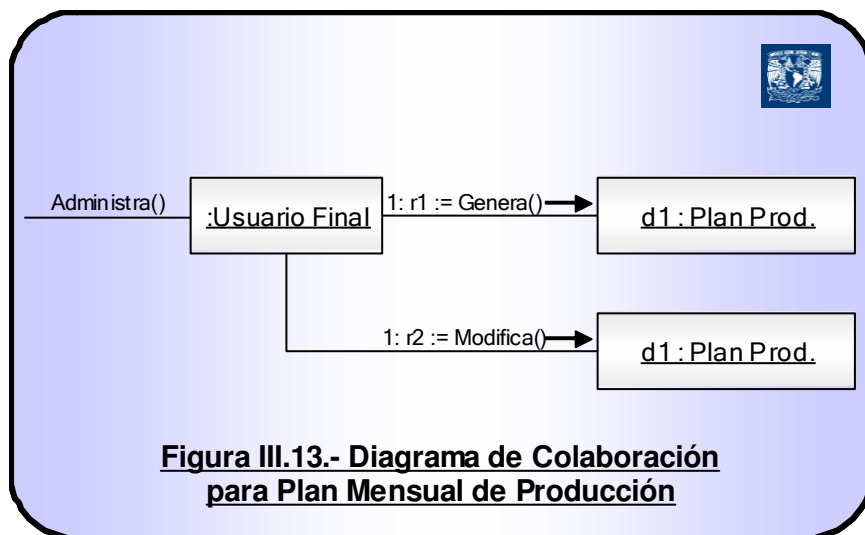 Administra()
:Usuario Final
1: r1 := Genera()
d1 : Plan Prod.
1: r2 := Modifica()
d1 : Plan Prod.
Figura III.13.- Diagrama de Colaboración
para Plan Mensual de Producción